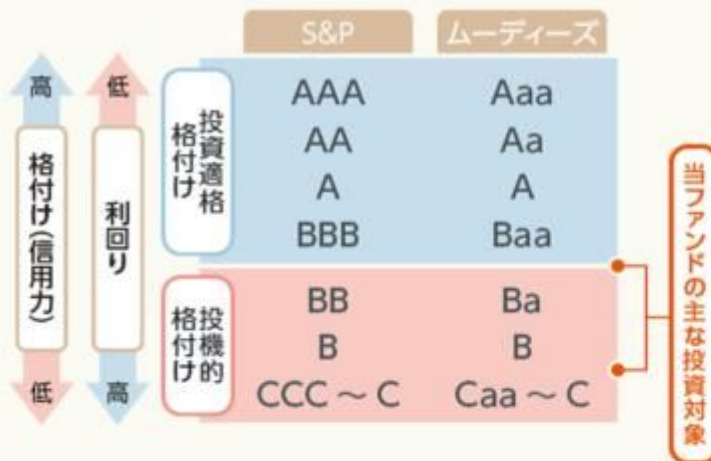 S&P ムーディーズ
高 低
格付け(信用力)
利回り
低 高
投資適格
格付け
AAA Aaa
AA Aa
A A
BBB Baa
投機的
格付け
BB Ba
B B
CCC ～ C Caa ～ C
当ファンドの主な投資対象